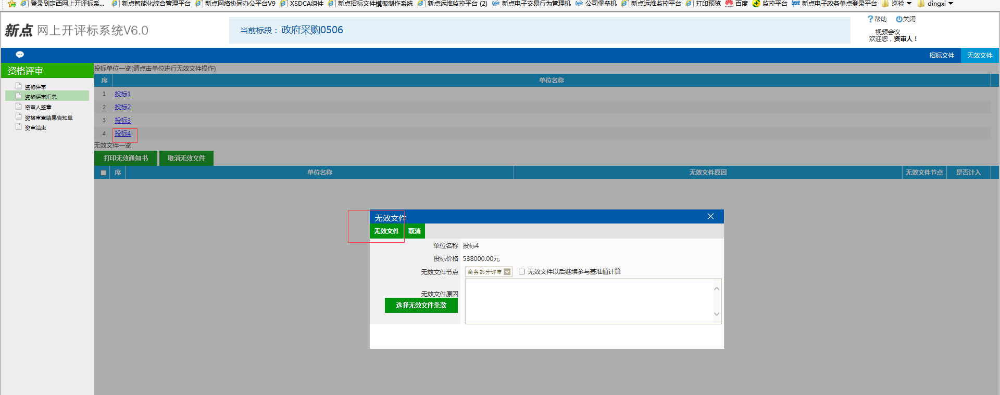 登录到定西网上开评标系... 新点智能化综合管理平台 新点网络协同办公平台V9 XSDCA组件 新点招标文件模板制作系统 新点运维监控平台 (2) 新点电子交易行为管理机 公司堡垒机 新点运维监控平台 打印预览 百度 监控平台 新点电子政务单点登录平台 巡检 dingxi
新点 网上开评标系统V6.0
当前标段： 政府采购0506
帮助 关闭
视频会议
欢迎您，资审人！
招标文件 无效文件
资格评审
资格评审
资格评审汇总
资审人签章
资格审查结果告知单
资审结束
投标单位一览(请点击单位进行无效文件操作)
序 单位名称
1 投标1
2 投标2
3 投标3
4 投标4
无效文件一览
打印无效通知书 取消无效文件
序 单位名称 无效文件原因 无效文件节点 是否计入
无效文件
无效文件 取消
单位名称 投标4
投标价格 538000.00元
无效文件节点 商务部分评审 无效文件以后继续参与基准值计算
无效文件原因
选择无效文件条款